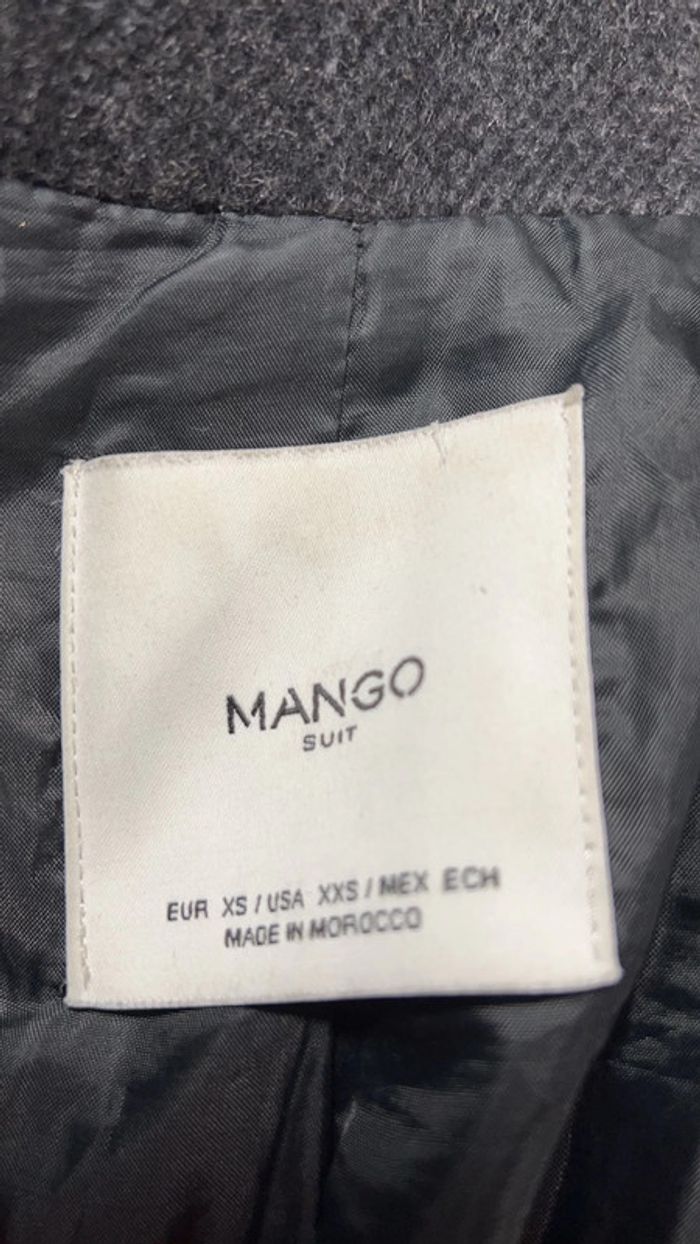 MANGO
SUIT
EUR XS / USA XXS / MEX ECH
MADE IN MOROCCO